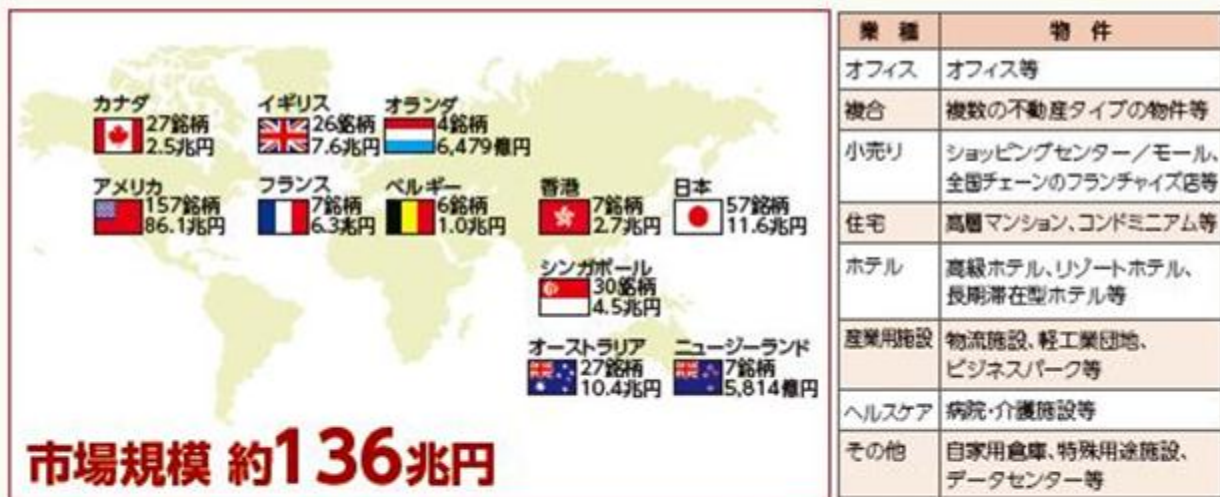 カナダ
27銘柄
2.5兆円
イギリス
26銘柄
7.6兆円
オランダ
4銘柄
6,479億円
アメリカ
157銘柄
86.1兆円
フランス
7銘柄
6.3兆円
ベルギー
6銘柄
1.0兆円
香港
7銘柄
2.7兆円
日本
57銘柄
11.6兆円
シンガポール
30銘柄
4.5兆円
オーストラリア
27銘柄
10.4兆円
ニュージーランド
7銘柄
5,814億円
市場規模 約136兆円
業種 物件
オフィス オフィス等
複合 複数の不動産タイプの物件等
小売り ショッピングセンター/モール、
全国チェーンのフランチャイズ店等
住宅 高層マンション、コンドミニアム等
ホテル 高級ホテル、リゾートホテル、
長期滞在型ホテル等
産業用施設 物流施設、軽工業団地、
ビジネスパーク等
ヘルスケア 病院・介護施設等
その他 自家用倉庫、特殊用途施設、
データセンター等